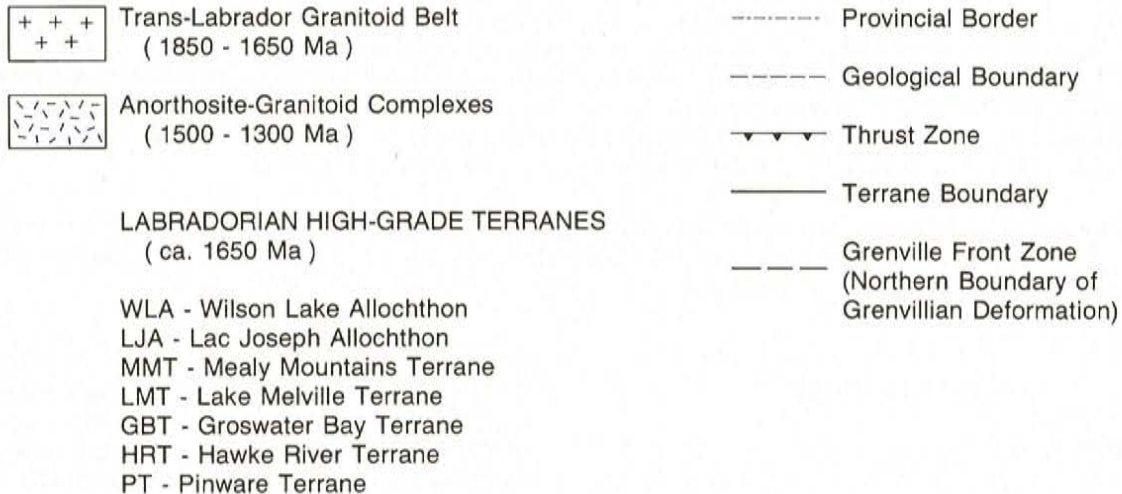 Trans-Labrador Granitoid Belt
( 1850 - 1650 Ma )
Anorthosite-Granitoid Complexes
( 1500 - 1300 Ma )
LABRADORIAN HIGH-GRADE TERRANES
( ca. 1650 Ma )
WLA - Wilson Lake Allochthon
LJA - Lac Joseph Allochthon
MMT - Mealy Mountains Terrane
LMT - Lake Melville Terrane
GBT - Groswater Bay Terrane
HRT - Hawke River Terrane
PT - Pinware Terrane
Provincial Border
Geological Boundary
Thrust Zone
Terrane Boundary
Grenville Front Zone
(Northern Boundary of
Grenvillian Deformation)